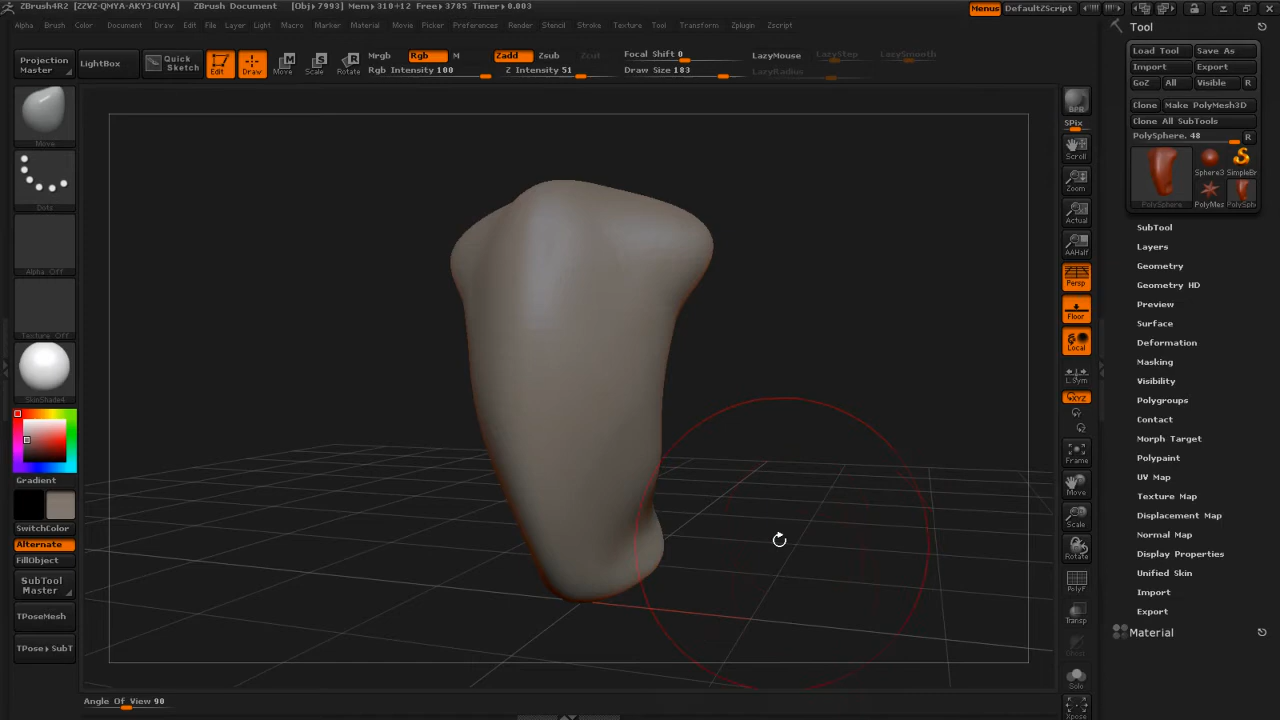 ZBrush4R2 [ZZVZ-QMYA-AKYJ-CUYA] ZBrush Document [Obj▸7993] Mem▸310+12 Free▸3785 Timer▸0.003 Menus DefaultZScript
Alpha Brush Color Document Draw Edit File Layer Light Macro Marker Material Movie Picker Preferences Render Stencil Stroke Texture Tool Transform Zplugin Zscript
Projection Master
LightBox
Quick Sketch
Edit Draw Move Scale Rotate
Mrgb Rgb M
Rgb Intensity 100
Zadd Zsub Zcut
Z Intensity 51
Focal Shift 0
Draw Size 183
LazyMouse LazyStep LazySmooth
LazyRadius
Move
Dots
Alpha Off
Texture Off
SkinShade4
Gradient
SwitchColor
Alternate
FillObject
SubTool Master
TPoseMesh
TPose▸SubT
Angle Of View 90
BPR
SPix
Scroll
Zoom
Actual
AAHalf
Persp
Floor
Local
L.Sym
XYZ
Y
Z
Frame
Move
Scale
Rotate
PolyF
Transp
Ghost
Solo
Xpose
Tool
Load Tool Save As
Import Export
GoZ All Visible R
Clone Make PolyMesh3D
Clone All SubTools
PolySphere. 48 R
Sphere3 SimpleBr
PolySphere PolyMes PolySph
SubTool
Layers
Geometry
Geometry HD
Preview
Surface
Deformation
Masking
Visibility
Polygroups
Contact
Morph Target
Polypaint
UV Map
Texture Map
Displacement Map
Normal Map
Display Properties
Unified Skin
Import
Export
Material